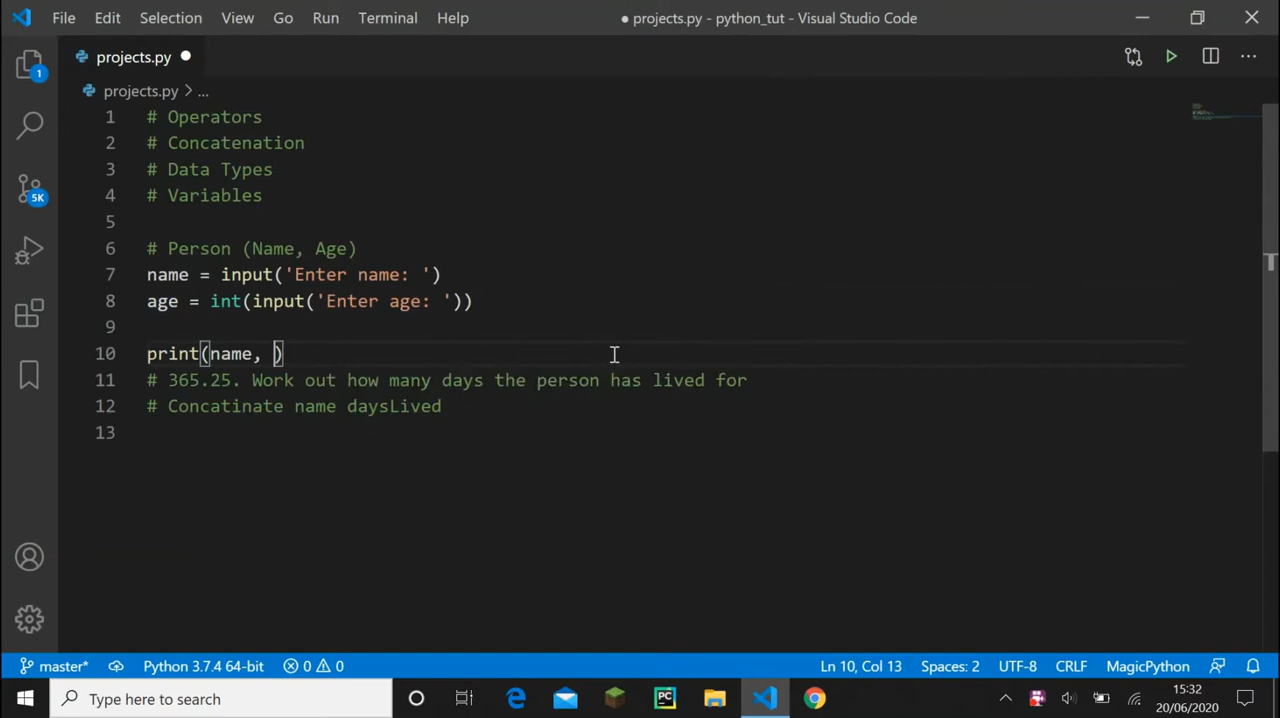 File Edit Selection View Go Run Terminal Help ● projects.py - python_tut - Visual Studio Code
projects.py ●
projects.py > ...
1 # Operators
2 # Concatenation
3 # Data Types
4 # Variables
5
6 # Person (Name, Age)
7 name = input('Enter name: ')
8 age = int(input('Enter age: '))
9
10 print(name, )
11 # 365.25. Work out how many days the person has lived for
12 # Concatinate name daysLived
13
1
5K
master* Python 3.7.4 64-bit 0 0 Ln 10, Col 13 Spaces: 2 UTF-8 CRLF MagicPython
Type here to search PC 15:32
20/06/2020